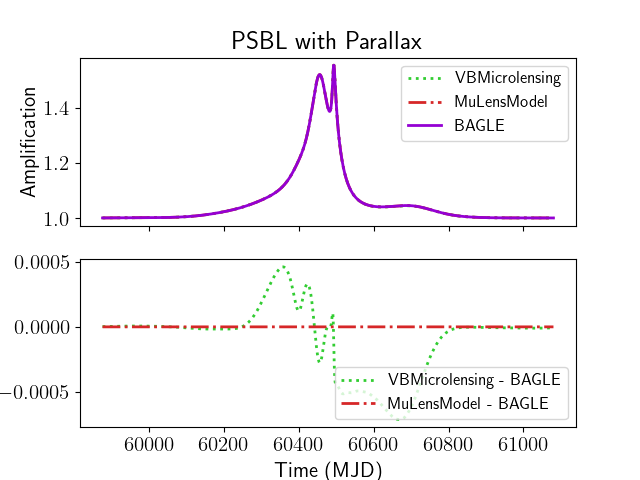 PSBL with Parallax
Amplification
1.4
1.2
1.0
VBMicrolensing
MuLensModel
BAGLE
0.0005
0.0000
−0.0005
VBMicrolensing - BAGLE
MuLensModel - BAGLE
60000 60200 60400 60600 60800 61000
Time (MJD)